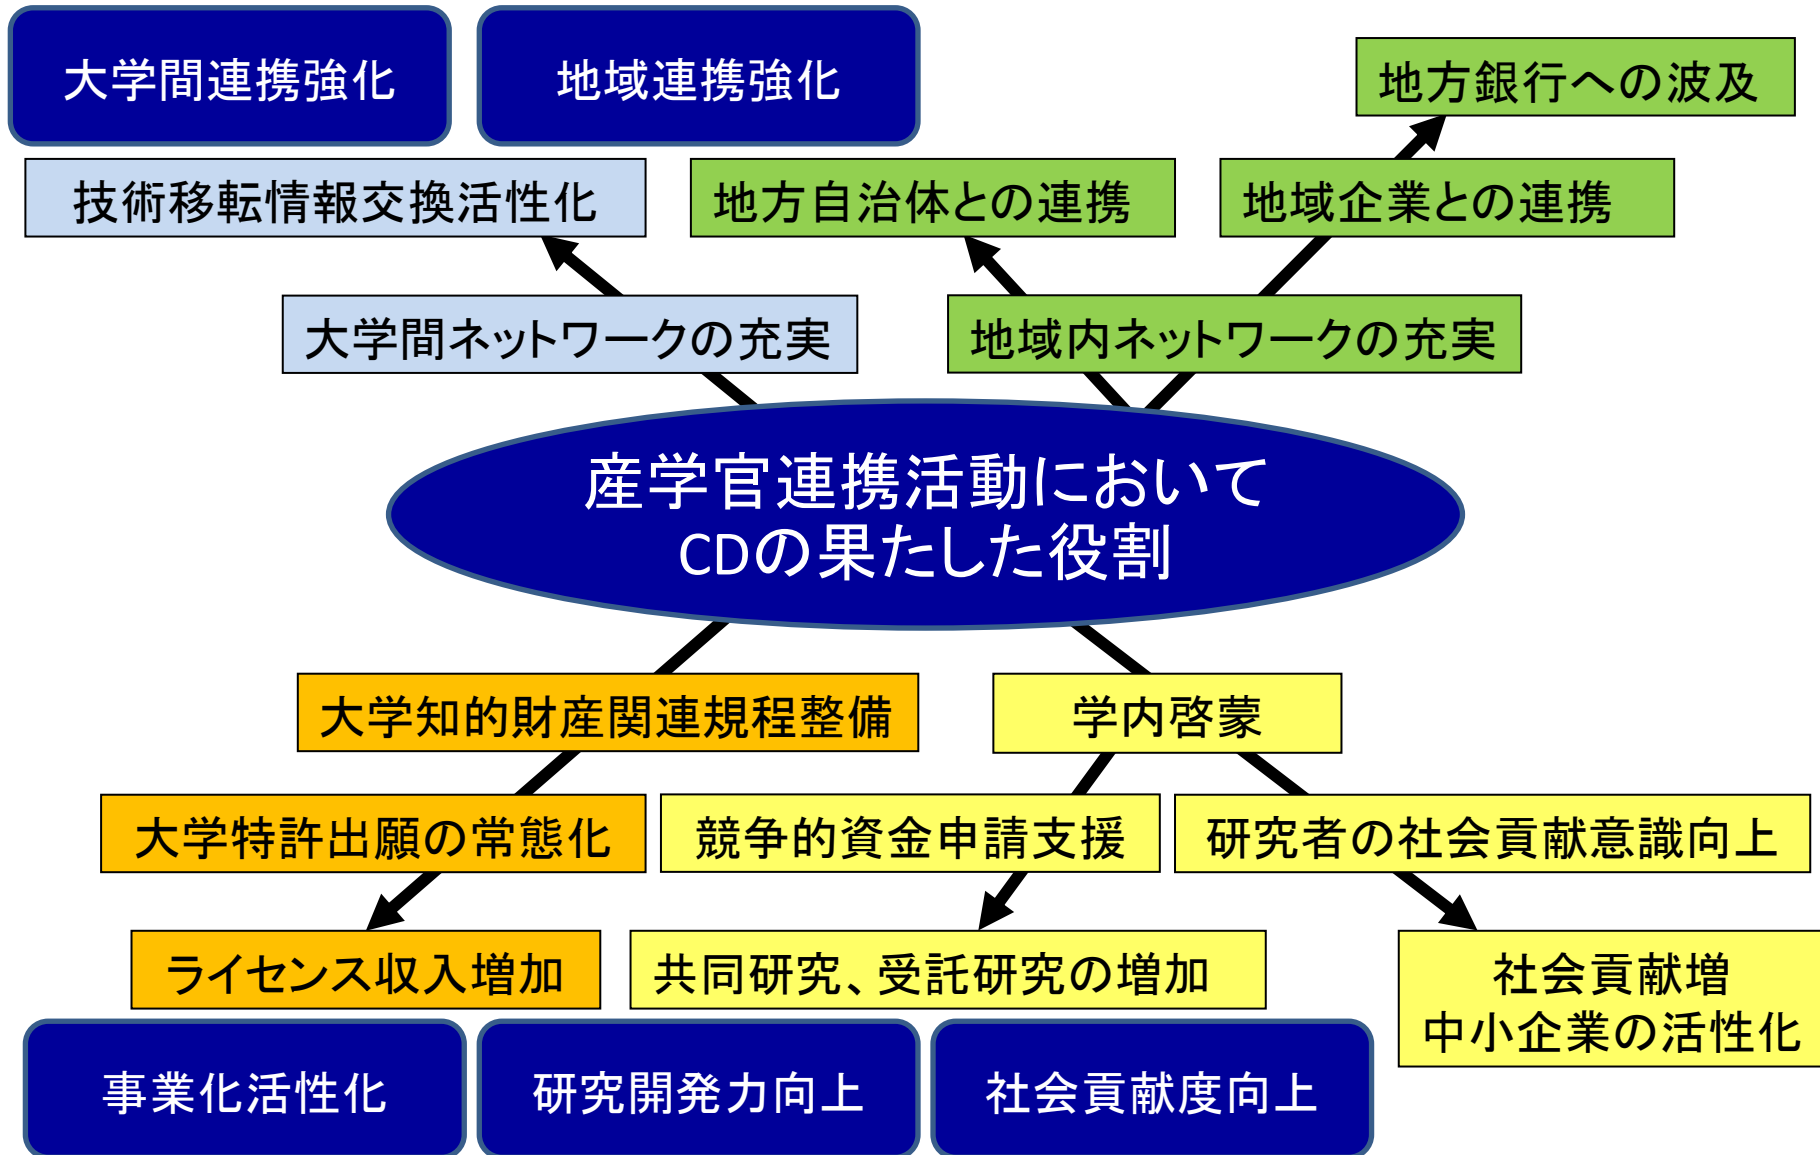 大学間連携強化
地域連携強化
地方銀行への波及
技術移転情報交換活性化
地方自治体との連携
地域企業との連携
大学間ネットワークの充実
地域内ネットワークの充実
産学官連携活動において
CDの果たした役割
大学知的財産関連規程整備
学内啓蒙
大学特許出願の常態化
競争的資金申請支援
研究者の社会貢献意識向上
ライセンス収入増加
共同研究、受託研究の増加
社会貢献増
中小企業の活性化
事業化活性化
研究開発力向上
社会貢献度向上